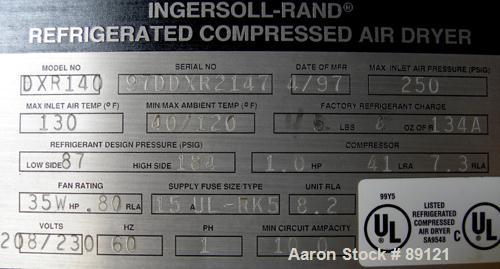 INGERSOLL-RAND®
REFRIGERATED COMPRESSED AIR DRYER
MODEL NO SERIAL NO DATE OF MFR MAX INLET AIR PRESSURE (PSIG)
DXR140 97DDXR2147 4/97 250
MAX INLET AIR TEMP (°F) MIN-MAX AMBIENT TEMP (°F) FACTORY REFRIGERANT CHARGE
130 40/120 LBS OZ OF R 134A
REFRIGERANT DESIGN PRESSURE (PSIG) COMPRESSOR
LOW SIDE 87 HIGH SIDE 1.0 HP 41 LRA 7.3 RLA
FAN RATING SUPPLY FUSE SIZE/TYPE UNIT RLA
35W HP .80 RLA 15 UL-RK5 8.2
VOLTS HZ PH MIN CIRCUIT AMPACITY
208/230 60 1
99Y5
UL LISTED REFRIGERATED COMPRESSED AIR DRYER SA9548 C UL
Aaron Stock # 89121